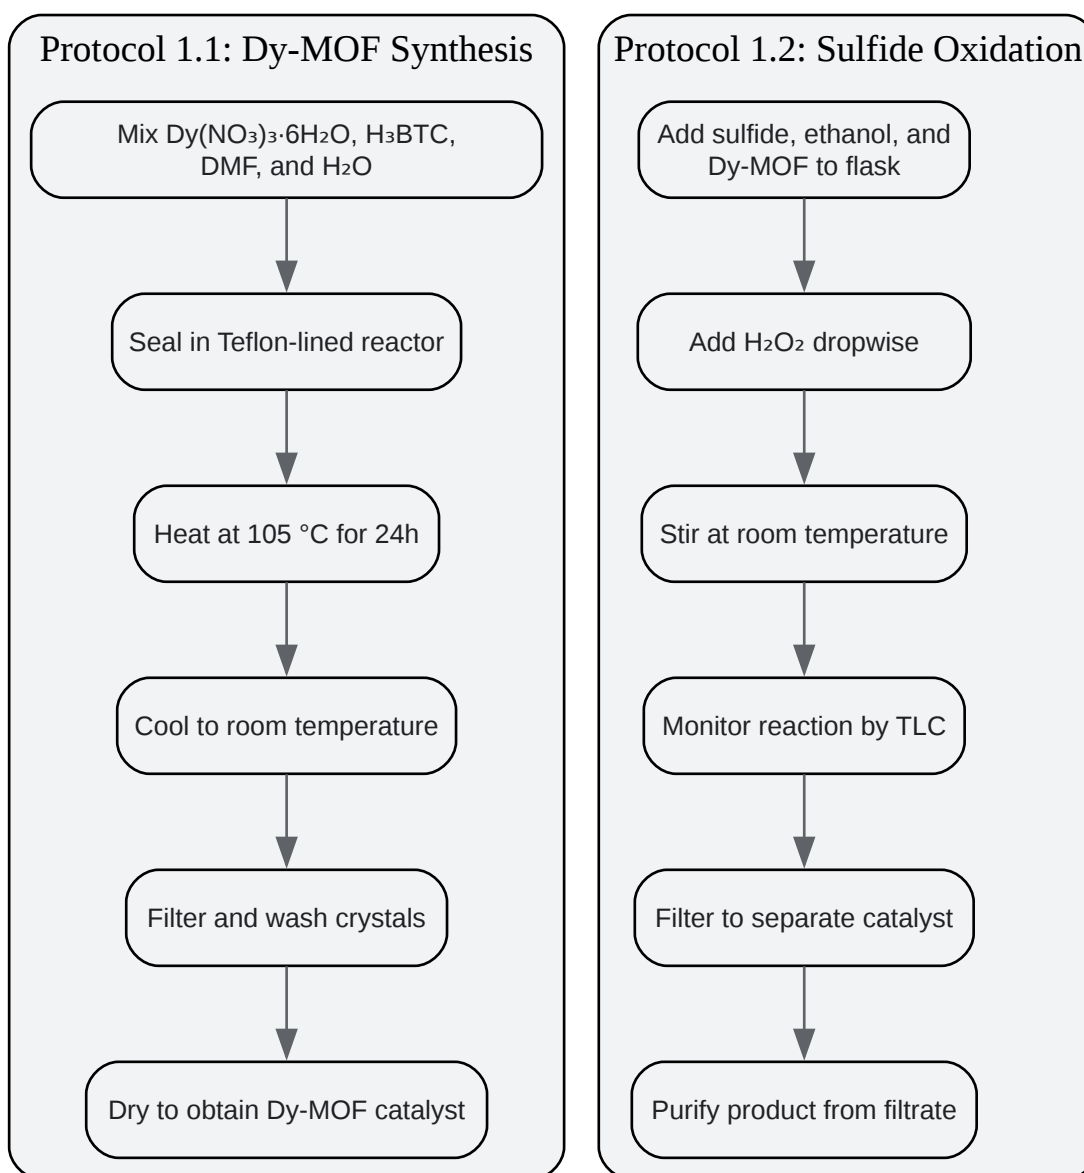 Protocol 1.1: Dy-MOF Synthesis
Mix Dy(NO₃)₃·6H₂O, H₃BTC,
DMF, and H₂O
Seal in Teflon-lined reactor
Heat at 105 °C for 24h
Cool to room temperature
Filter and wash crystals
Dry to obtain Dy-MOF catalyst
Protocol 1.2: Sulfide Oxidation
Add sulfide, ethanol, and
Dy-MOF to flask
Add H₂O₂ dropwise
Stir at room temperature
Monitor reaction by TLC
Filter to separate catalyst
Purify product from filtrate